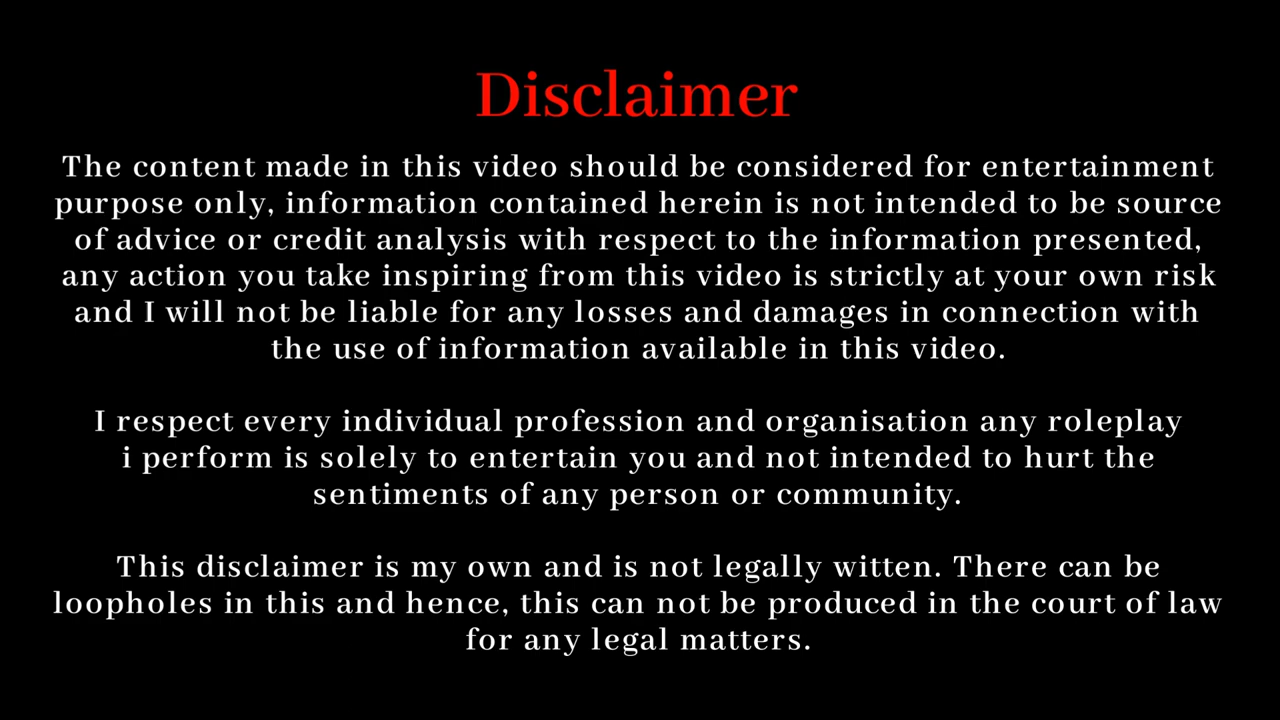 Disclaimer
The content made in this video should be considered for entertainment
purpose only, information contained herein is not intended to be source
of advice or credit analysis with respect to the information presented,
any action you take inspiring from this video is strictly at your own risk
and I will not be liable for any losses and damages in connection with
the use of information available in this video.
I respect every individual profession and organisation any roleplay
i perform is solely to entertain you and not intended to hurt the
sentiments of any person or community.
This disclaimer is my own and is not legally witten. There can be
loopholes in this and hence, this can not be produced in the court of law
for any legal matters.